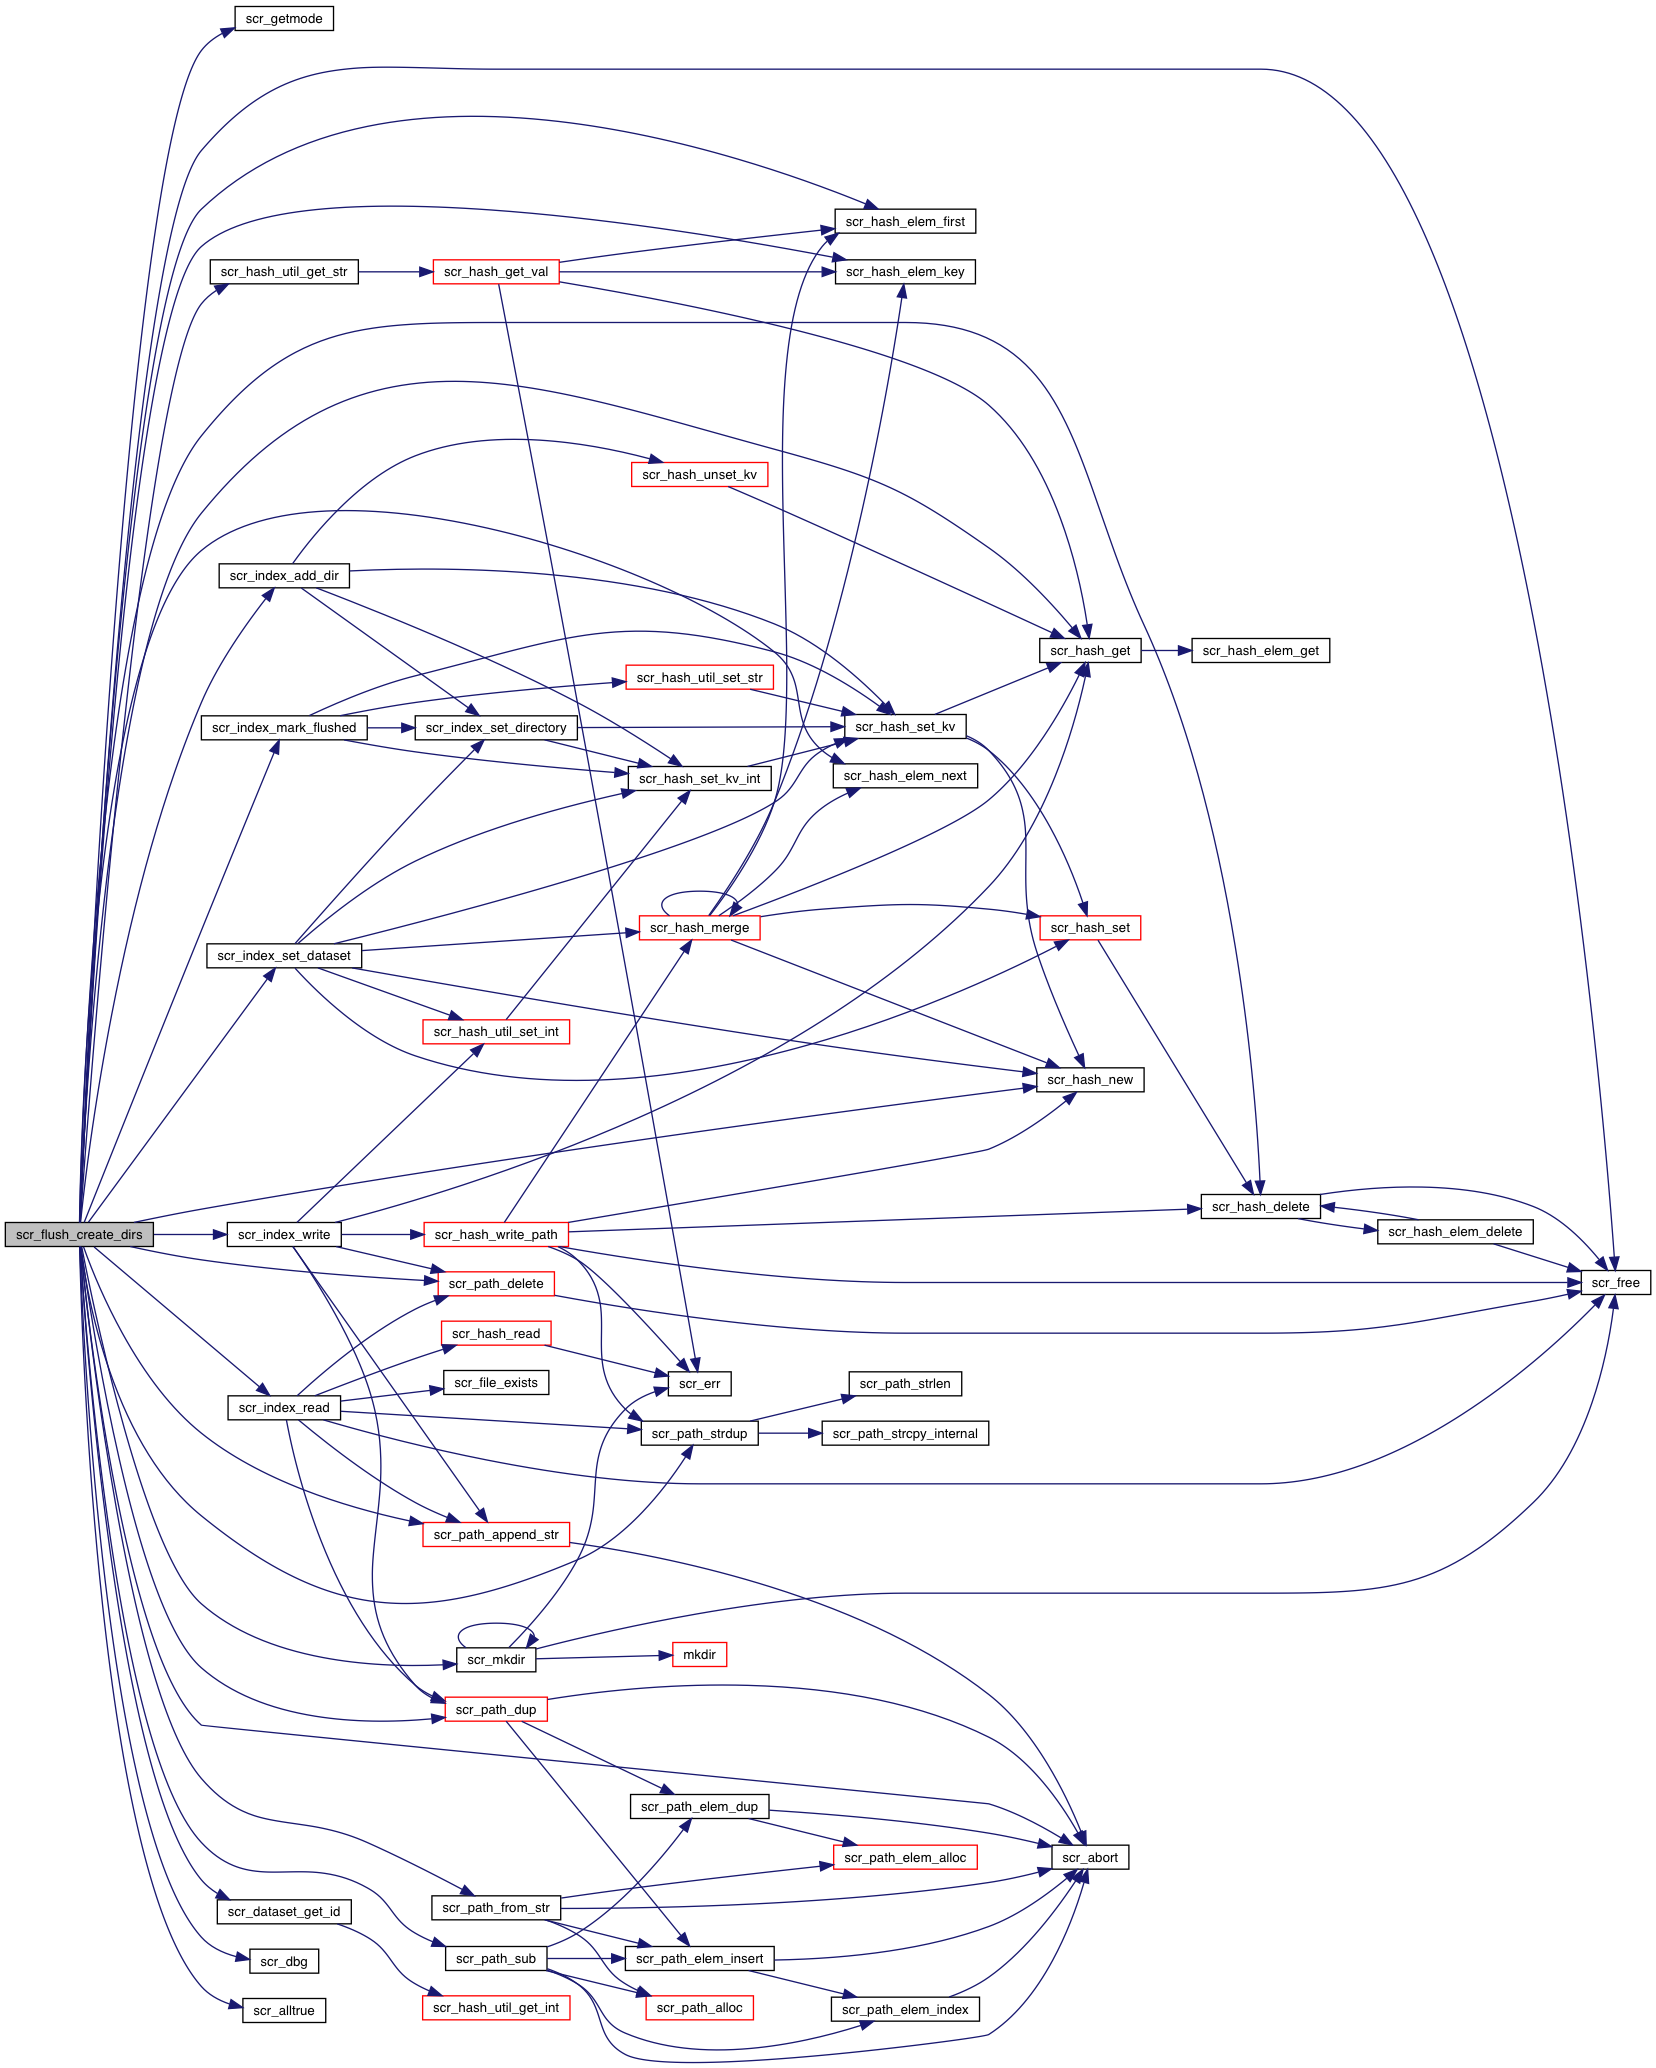 scr_getmode
scr_hash_elem_first
scr_hash_util_get_str
scr_hash_get_val
scr_hash_elem_key
scr_hash_unset_kv
scr_index_add_dir
scr_hash_get
scr_hash_elem_get
scr_hash_util_set_str
scr_index_mark_flushed
scr_index_set_directory
scr_hash_set_kv
scr_hash_set_kv_int
scr_hash_elem_next
scr_hash_merge
scr_hash_set
scr_index_set_dataset
scr_hash_util_set_int
scr_hash_new
scr_hash_delete
scr_flush_create_dirs
scr_index_write
scr_hash_write_path
scr_hash_elem_delete
scr_path_delete
scr_free
scr_hash_read
scr_file_exists
scr_err
scr_path_strlen
scr_index_read
scr_path_strdup
scr_path_strcpy_internal
scr_path_append_str
scr_mkdir
mkdir
scr_path_dup
scr_path_elem_dup
scr_path_elem_alloc
scr_abort
scr_path_from_str
scr_dataset_get_id
scr_path_sub
scr_path_elem_insert
scr_dbg
scr_hash_util_get_int
scr_path_alloc
scr_path_elem_index
scr_alltrue